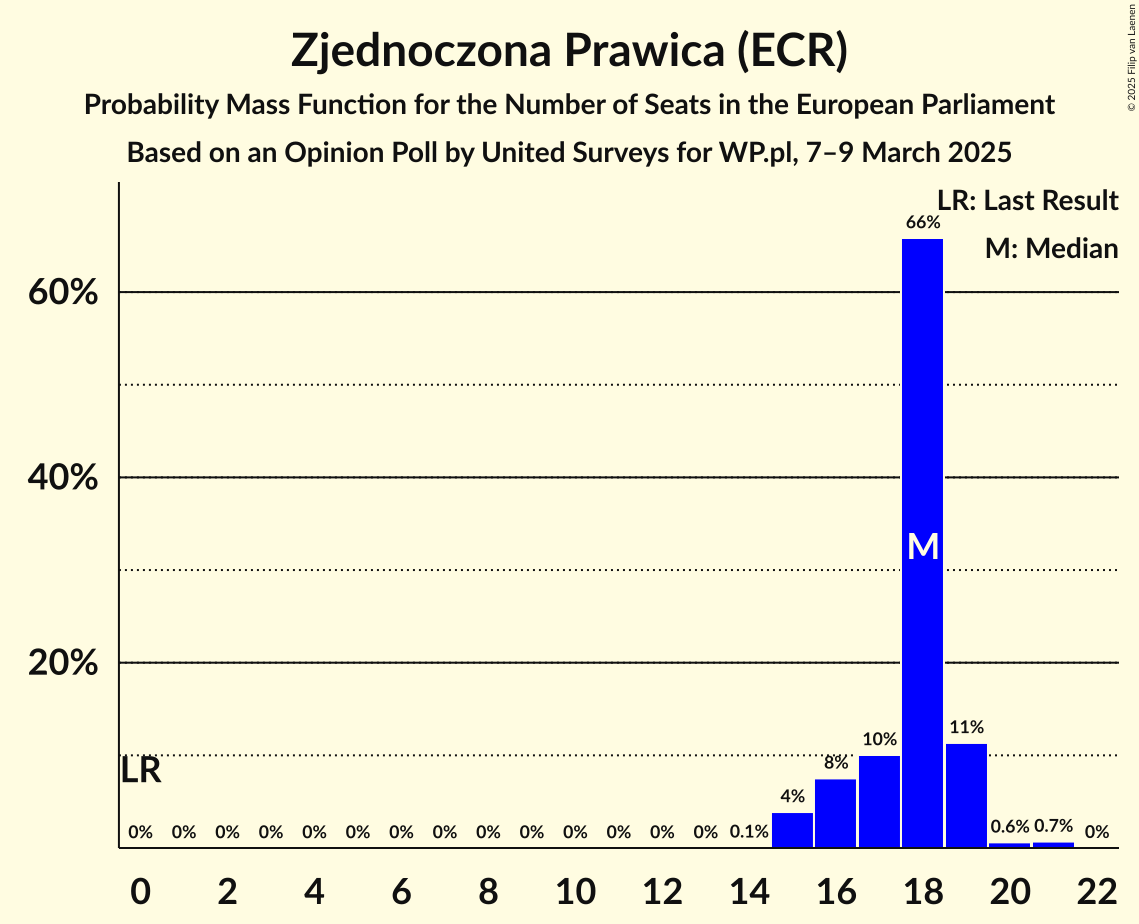 Zjednoczona Prawica (ECR)
Probability Mass Function for the Number of Seats in the European Parliament
Based on an Opinion Poll by United Surveys for WP.pl, 7–9 March 2025
© 2025 Filip van Laenen
LR: Last Result
M: Median
66%
60%
40%
M
20%
11%
10%
8%
LR
4%
0% 0% 0% 0% 0% 0% 0% 0% 0% 0% 0% 0% 0% 0% 0.1% 0.6% 0.7% 0%
0 2 4 6 8 10 12 14 16 18 20 22